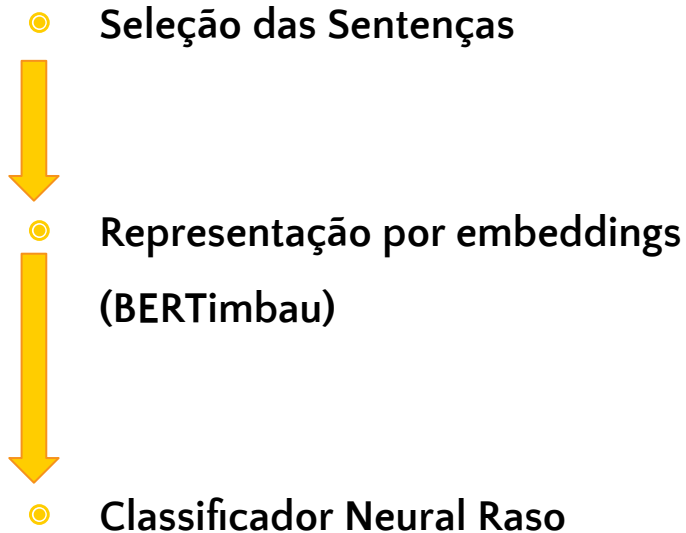 Seleção das Sentenças
Representação por embeddings
(BERTimbau)
Classificador Neural Raso